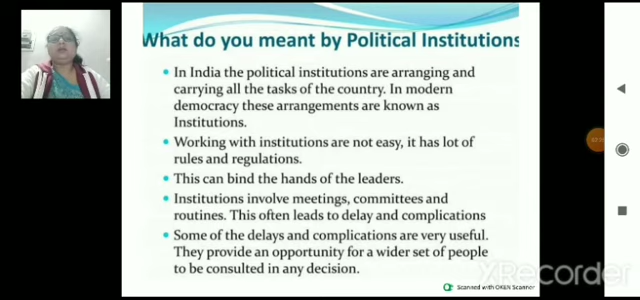 What do you meant by Political Institutions
In India the political institutions are arranging and
carrying all the tasks of the country. In modern
democracy these arrangements are known as
Institutions.
Working with institutions are not easy, it has lot of
rules and regulations.
This can bind the hands of the leaders.
Institutions involve meetings, committees and
routines. This often leads to delay and complications
Some of the delays and complications are very useful.
They provide an opportunity for a wider set of people
to be consulted in any decision.
XRecorder
Scanned with OKEN Scanner